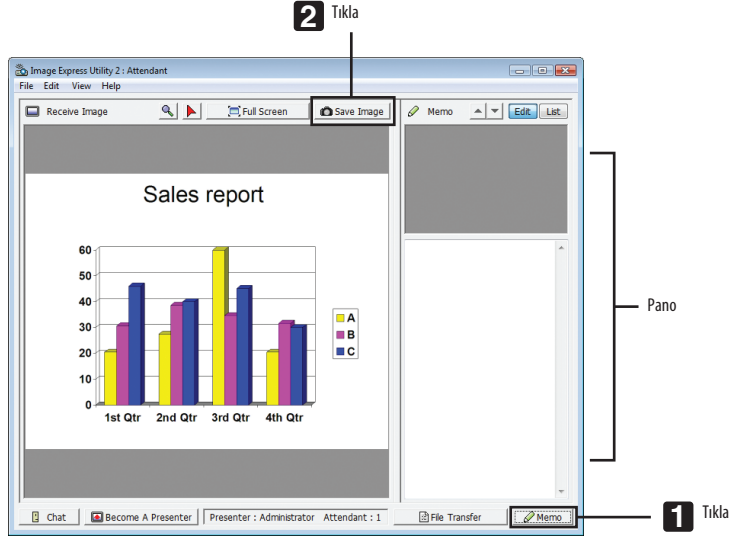 2 Tıkla
Image Express Utility 2 : Attendant
File Edit View Help
Receive Image Full Screen Save Image Memo Edit List
Sales report
60
50
40
30
20
10
0
1st Qtr 2nd Qtr 3rd Qtr 4th Qtr
A
B
C
Pano
Chat Become A Presenter Presenter : Administrator Attendant : 1 File Transfer Memo
1 Tıkla